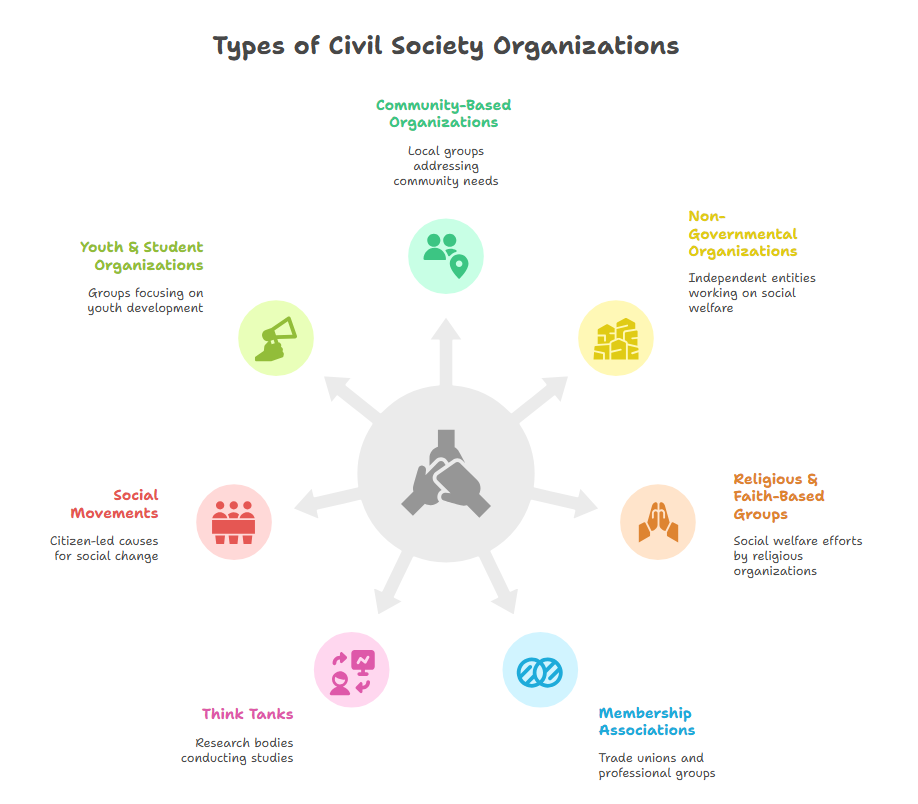 Types of Civil Society Organizations
Community-Based
Organizations
Local groups
addressing
community needs
Non-
Governmental
Organizations
Independent entities
working on social
welfare
Religious &
Faith-Based
Groups
Social welfare efforts
by religious
organizations
Membership
Associations
Trade unions and
professional groups
Think Tanks
Research bodies
conducting studies
Social
Movements
Citizen-led causes
for social change
Youth & Student
Organizations
Groups focusing on
youth development